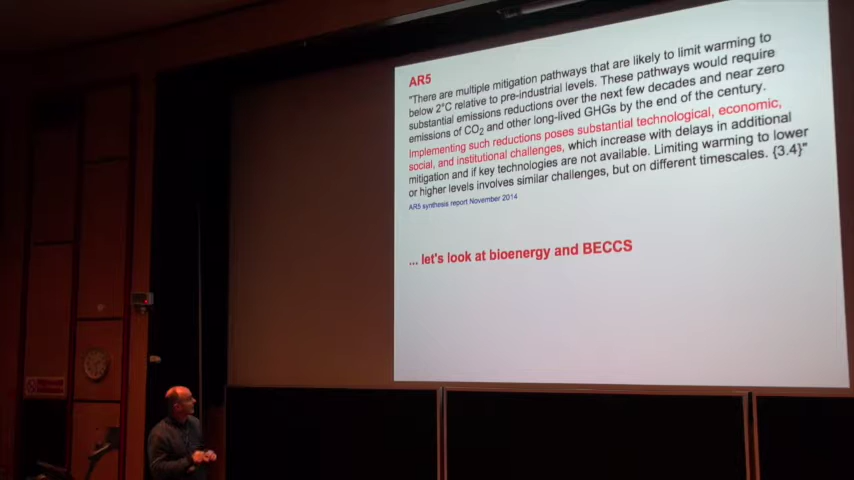 AR5
"There are multiple mitigation pathways that are likely to limit warming to
below 2°C relative to pre-industrial levels. These pathways would require
substantial emissions reductions over the next few decades and near zero
emissions of CO2 and other long-lived GHGs by the end of the century.
Implementing such reductions poses substantial technological, economic,
social, and institutional challenges, which increase with delays in additional
mitigation and if key technologies are not available. Limiting warming to lower
or higher levels involves similar challenges, but on different timescales. {3.4}"
AR5 synthesis report November 2014
... let's look at bioenergy and BECCS